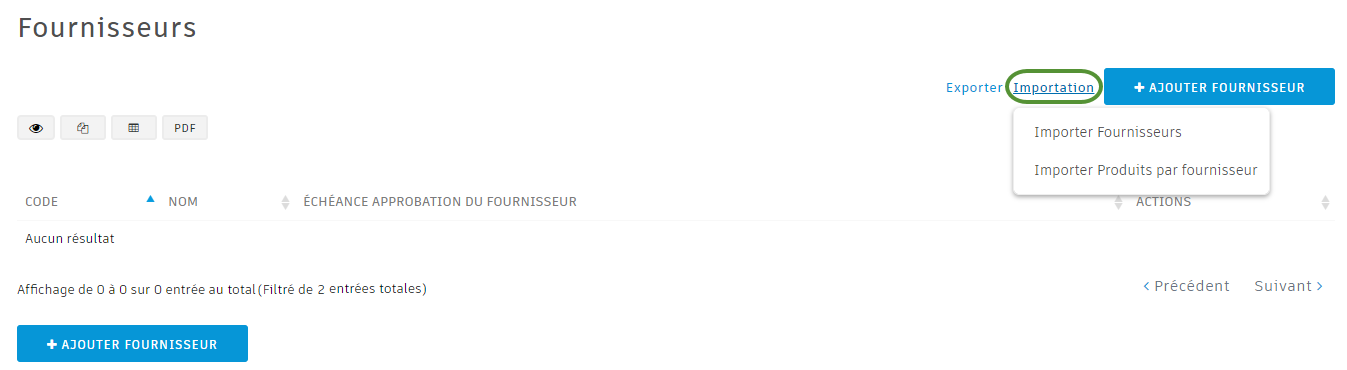 Fournisseurs
Exporter Importation + AJOUTER FOURNISSEUR
PDF
Importer Fournisseurs
Importer Produits par fournisseur
CODE NOM ÉCHÉANCE APPROBATION DU FOURNISSEUR ACTIONS
Aucun résultat
Affichage de 0 à 0 sur 0 entrée au total (Filtré de 2 entrées totales)
< Précédent Suivant >
+ AJOUTER FOURNISSEUR